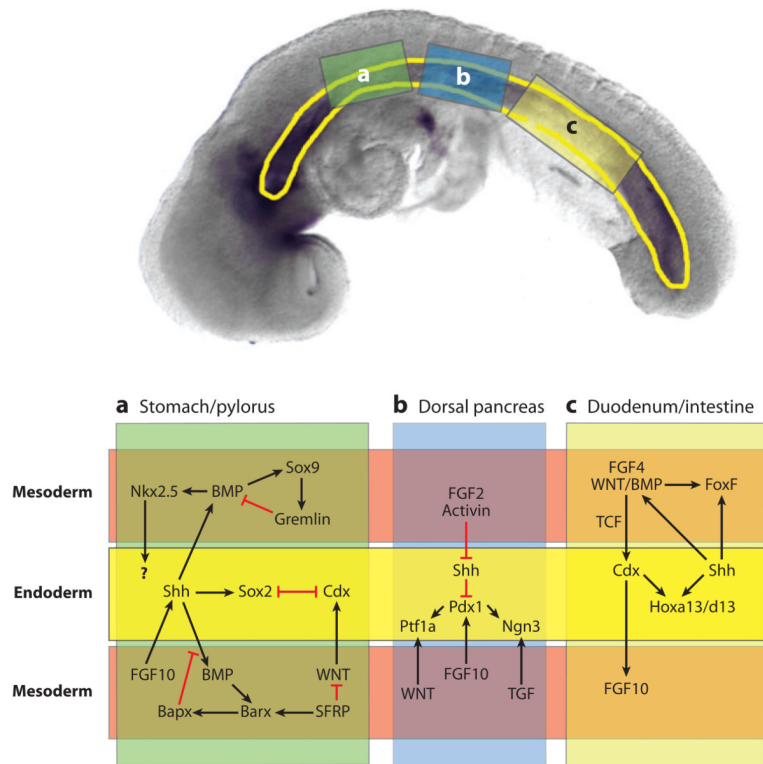 a
b
c
a Stomach/pylorus
b Dorsal pancreas
c Duodenum/intestine
Mesoderm
Nkx2.5
BMP
Sox9
Gremlin
FGF2
Activin
FGF4
WNT/BMP
FoxF
TCF
Endoderm
?
Shh
Sox2
Cdx
Shh
Pdx1
Ptf1a
Ngn3
Cdx
Shh
Hoxa13/d13
Mesoderm
FGF10
BMP
WNT
Bapx
Barx
SFRP
WNT
FGF10
TGF
FGF10